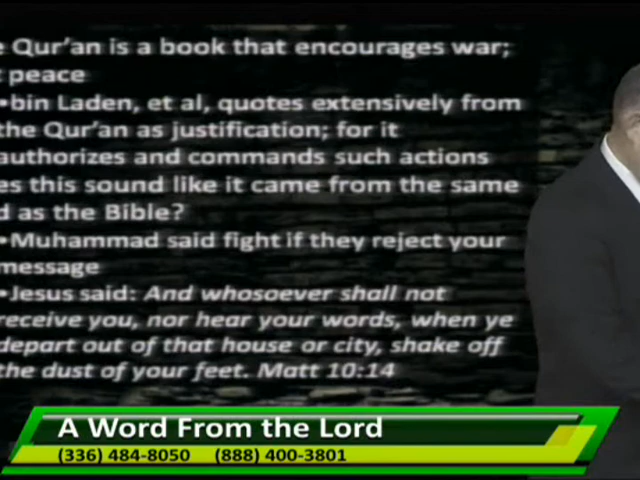 e Qur'an is a book that encourages war;
t peace
•bin Laden, et al, quotes extensively from
the Qur'an as justification; for it
authorizes and commands such actions
es this sound like it came from the same
d as the Bible?
•Muhammad said fight if they reject your
message
•Jesus said: And whosoever shall not
receive you, nor hear your words, when ye
depart out of that house or city, shake off
the dust of your feet. Matt 10:14
A Word From the Lord
(336) 484-8050 (888) 400-3801